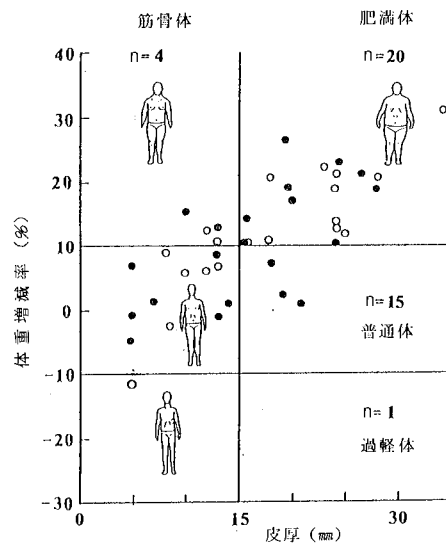 筋骨体 肥満体
n=4 n=20
40
30
20
10
0
-10
-20
-30
体重増減率 (%)
n=15
普通体
n=1
過軽体
0 15 30
皮厚 (mm)